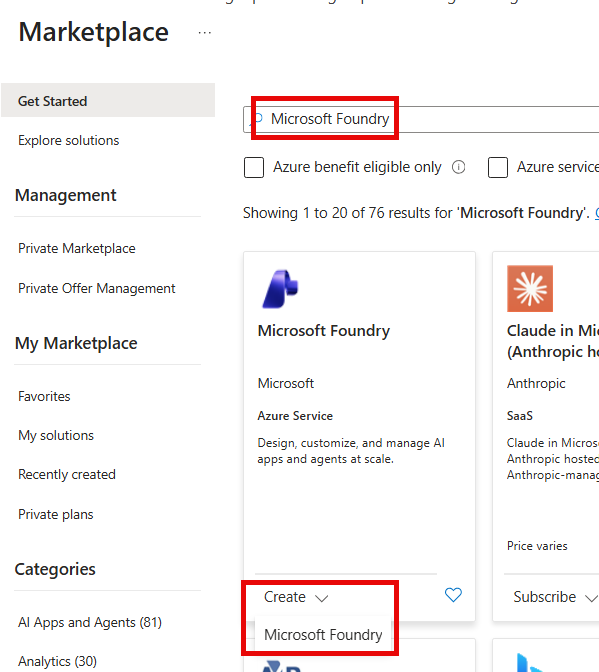 Marketplace ...
Get Started
Explore solutions
Management
Private Marketplace
Private Offer Management
My Marketplace
Favorites
My solutions
Recently created
Private plans
Categories
AI Apps and Agents (81)
Analytics (30)
Microsoft Foundry
Azure benefit eligible only
Azure service
Showing 1 to 20 of 76 results for 'Microsoft Foundry'.
Microsoft Foundry
Microsoft
Azure Service
Design, customize, and manage AI
apps and agents at scale.
Create
Microsoft Foundry
Claude in Mi
(Anthropic h
Anthropic
SaaS
Claude in Micros
Anthropic hosted
Anthropic-manag
Price varies
Subscribe